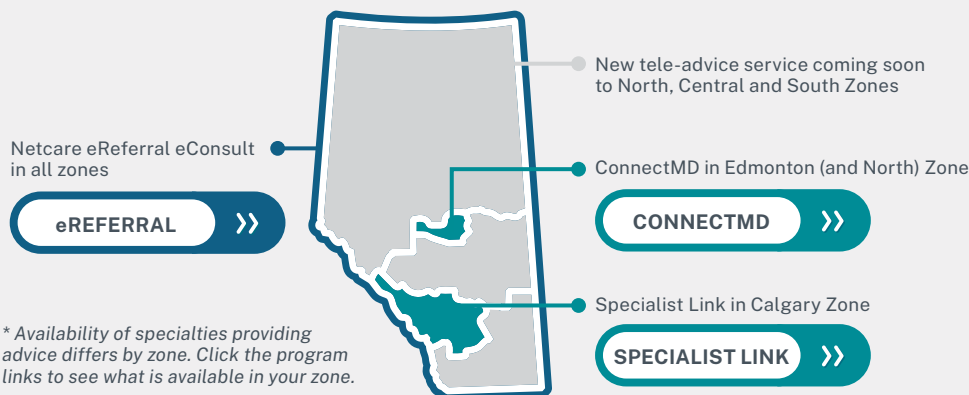 New tele-advice service coming soon
to North, Central and South Zones
Netcare eReferral eConsult
in all zones
eREFERRAL
ConnectMD in Edmonton (and North) Zone
CONNECTMD
Specialist Link in Calgary Zone
SPECIALIST LINK
* Availability of specialties providing
advice differs by zone. Click the program
links to see what is available in your zone.